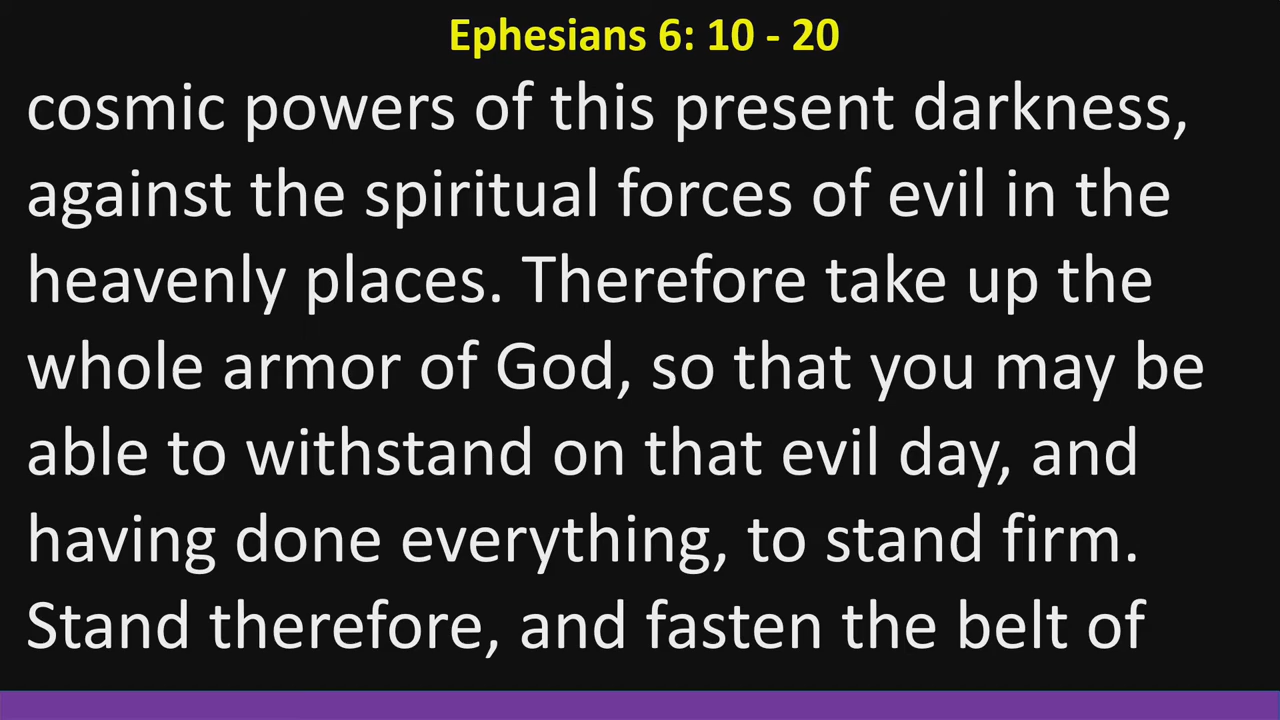 Ephesians 6: 10 - 20
cosmic powers of this present darkness,
against the spiritual forces of evil in the
heavenly places. Therefore take up the
whole armor of God, so that you may be
able to withstand on that evil day, and
having done everything, to stand firm.
Stand therefore, and fasten the belt of